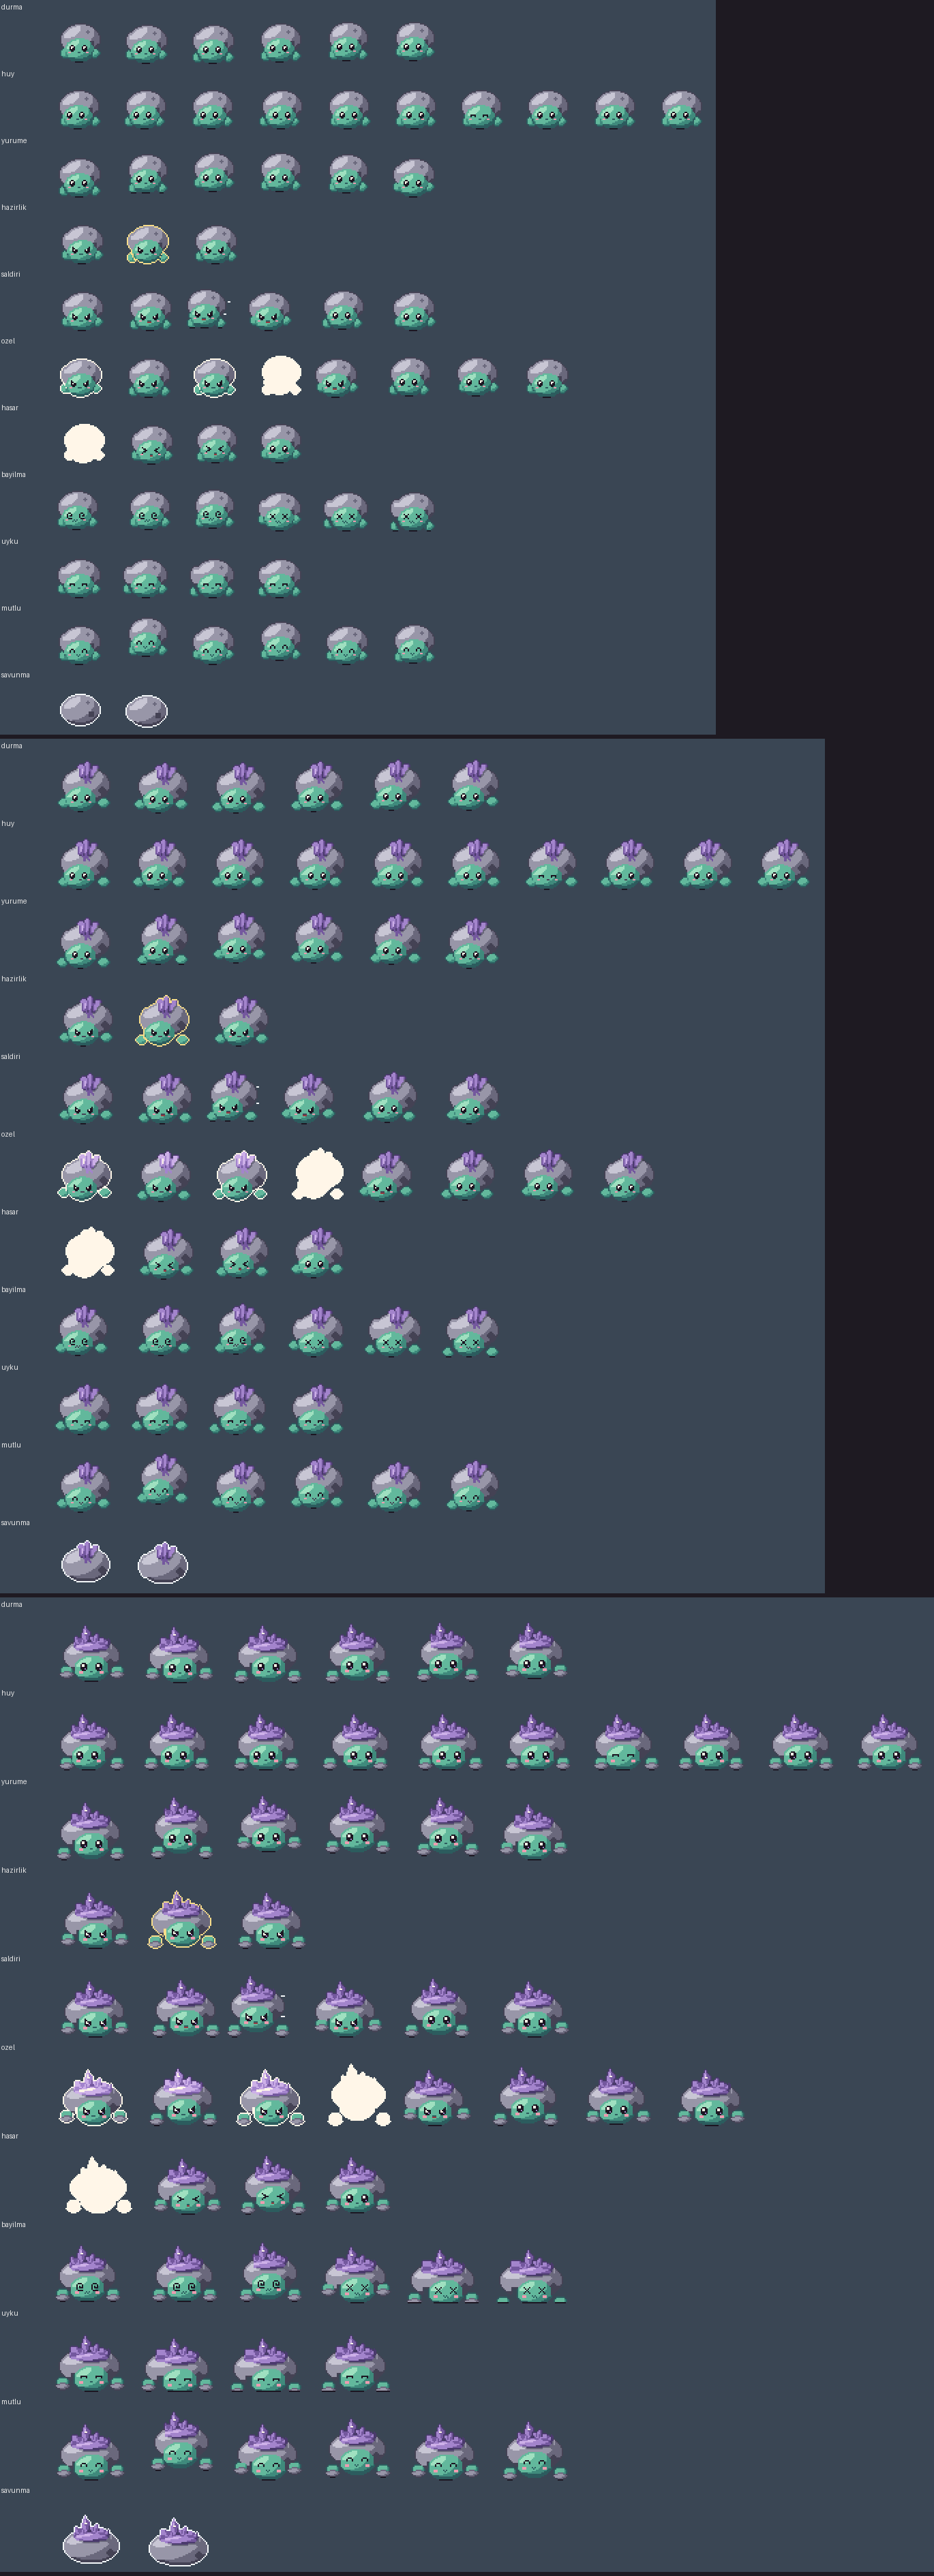 durma
huy
yurume
hazirlik
saldiri
ozel
hasar
bayilma
uyku
mutlu
savunma
durma
huy
yurume
hazirlik
saldiri
ozel
hasar
bayilma
uyku
mutlu
savunma
durma
huy
yurume
hazirlik
saldiri
ozel
hasar
bayilma
uyku
mutlu
savunma